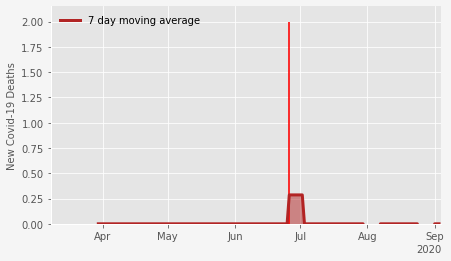 7 day moving average
New Covid-19 Deaths
2.00
1.75
1.50
1.25
1.00
0.75
0.50
0.25
0.00
Apr
May
Jun
Jul
Aug
Sep
2020